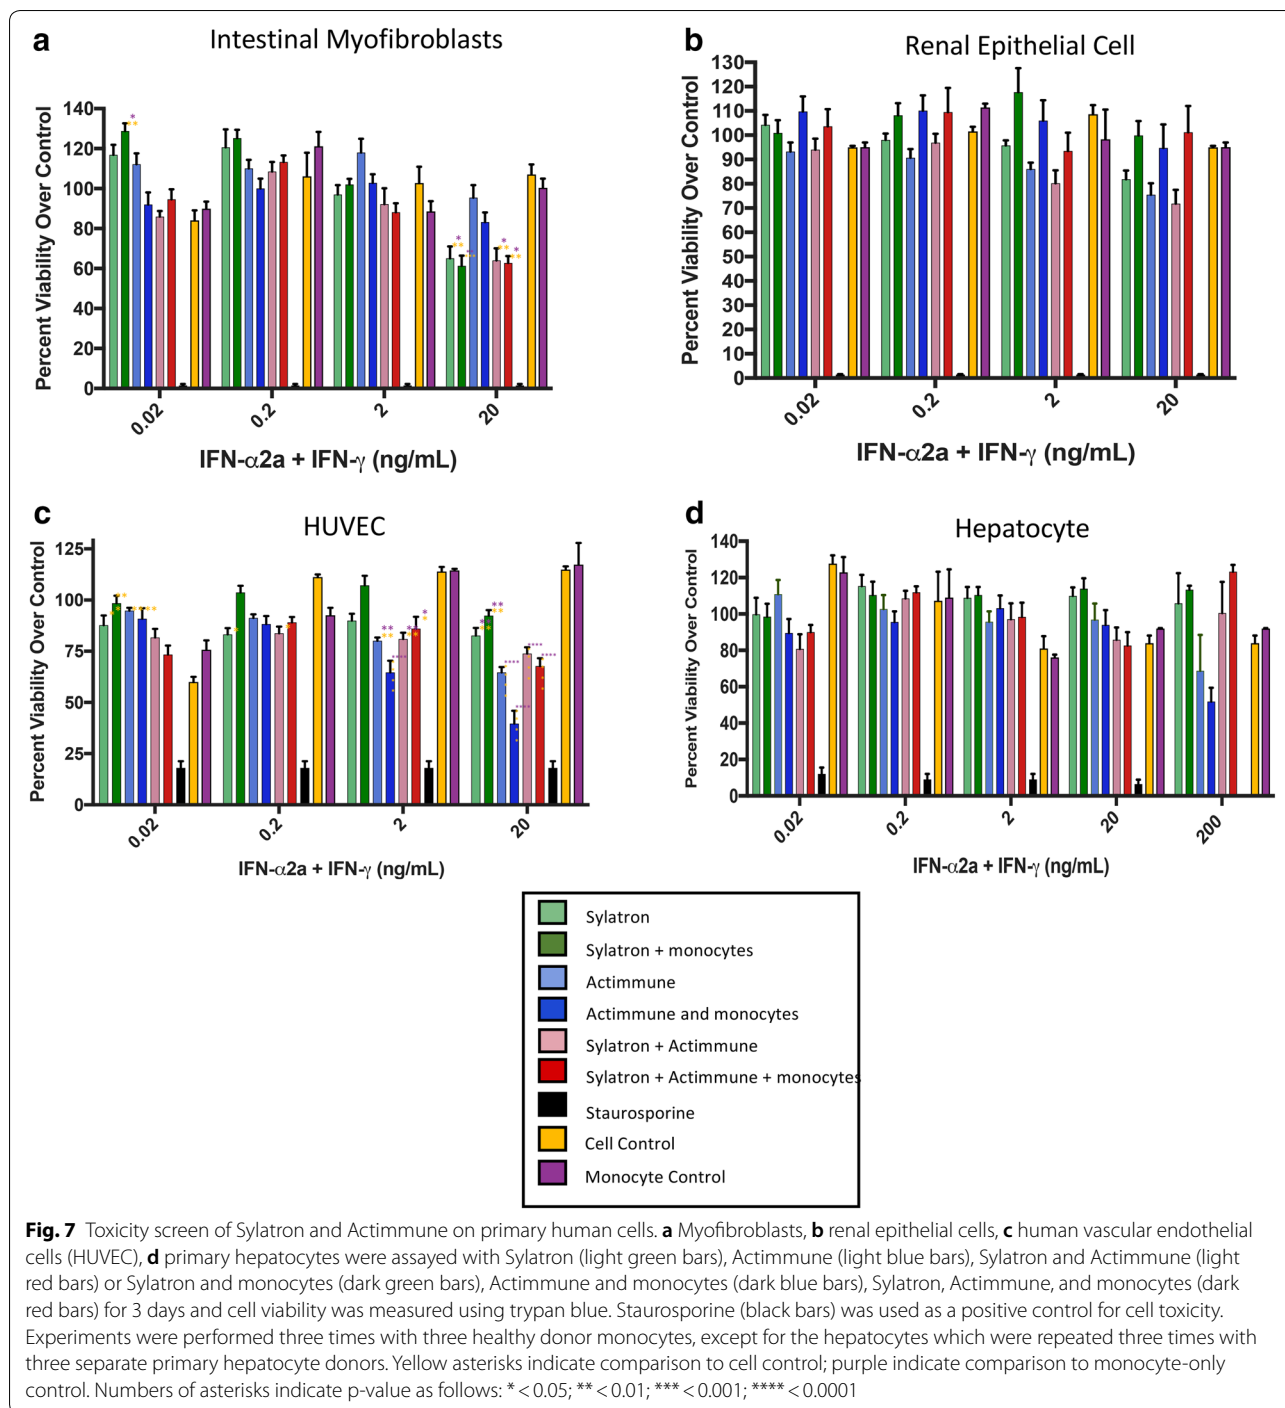 a
Intestinal Myofibroblasts
Percent Viability Over Control
140
120
100
80
60
40
20
0
0.02
0.2
2
20
IFN-α2a + IFN-γ (ng/mL)
b
Renal Epithelial Cell
Percent Viability Over Control
130
120
110
100
90
80
70
60
50
40
30
20
10
0
0.02
0.2
2
20
IFN-α2a + IFN-γ (ng/mL)
c
HUVEC
Percent Viability Over Control
125
100
75
50
25
0
0.02
0.2
2
20
IFN-α2a + IFN-γ (ng/mL)
d
Hepatocyte
Percent Viability Over Control
140
120
100
80
60
40
20
0
0.02
0.2
2
20
200
IFN-α2a + IFN-γ (ng/mL)
Sylatron
Sylatron + monocytes
Actimmune
Actimmune and monocytes
Sylatron + Actimmune
Sylatron + Actimmune + monocytes
Staurosporine
Cell Control
Monocyte Control
Fig. 7 Toxicity screen of Sylatron and Actimmune on primary human cells. a Myofibroblasts, b renal epithelial cells, c human vascular endothelial
cells (HUVEC), d primary hepatocytes were assayed with Sylatron (light green bars), Actimmune (light blue bars), Sylatron and Actimmune (light
red bars) or Sylatron and monocytes (dark green bars), Actimmune and monocytes (dark blue bars), Sylatron, Actimmune, and monocytes (dark
red bars) for 3 days and cell viability was measured using trypan blue. Staurosporine (black bars) was used as a positive control for cell toxicity.
Experiments were performed three times with three healthy donor monocytes, except for the hepatocytes which were repeated three times with
three separate primary hepatocyte donors. Yellow asterisks indicate comparison to cell control; purple indicate comparison to monocyte-only
control. Numbers of asterisks indicate p-value as follows: * < 0.05; ** < 0.01; *** < 0.001; **** < 0.0001